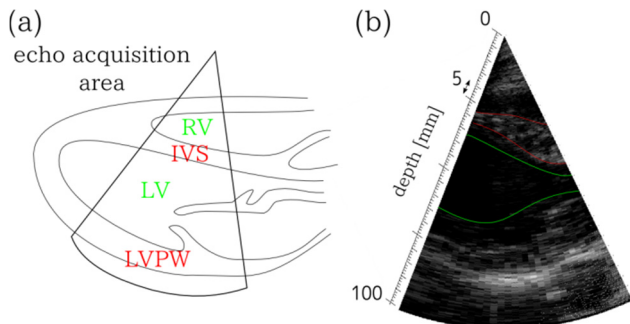 (a)
echo acquisition
area
RV
IVS
LV
LVPW
(b)
0
5
depth [mm]
100